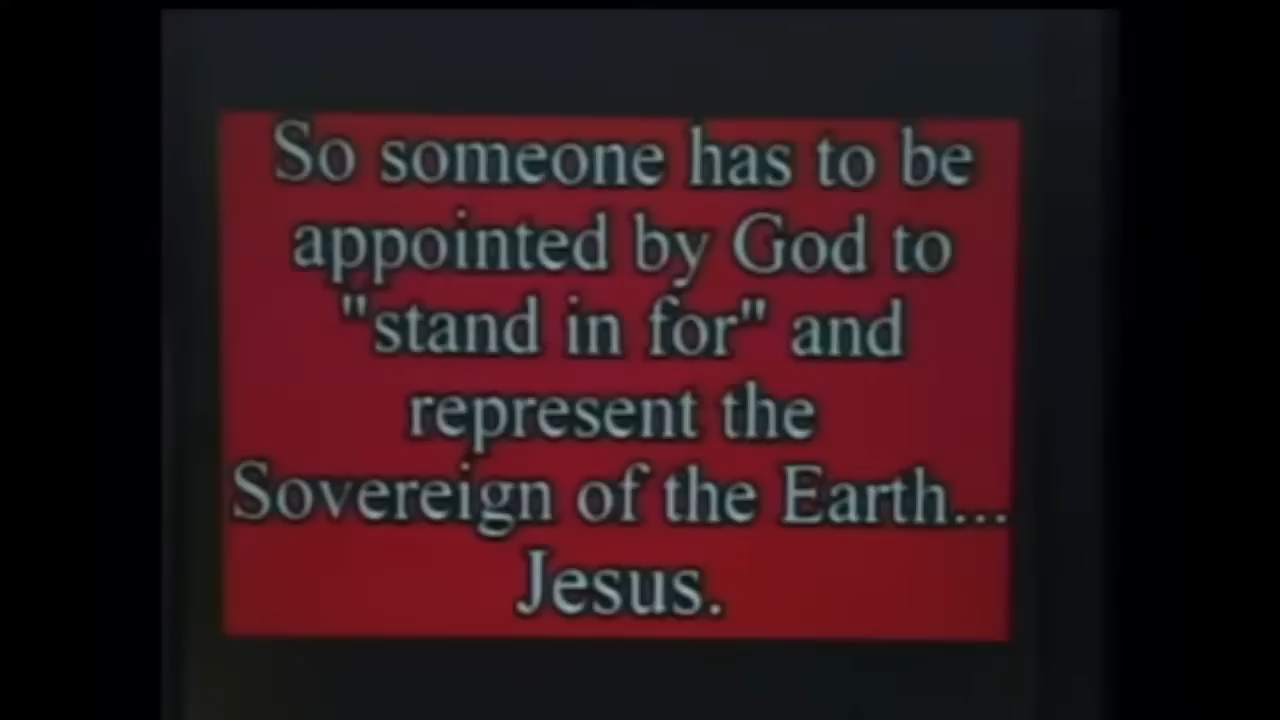 So someone has to be
appointed by God to
"stand in for" and
represent the
Sovereign of the Earth...
Jesus.